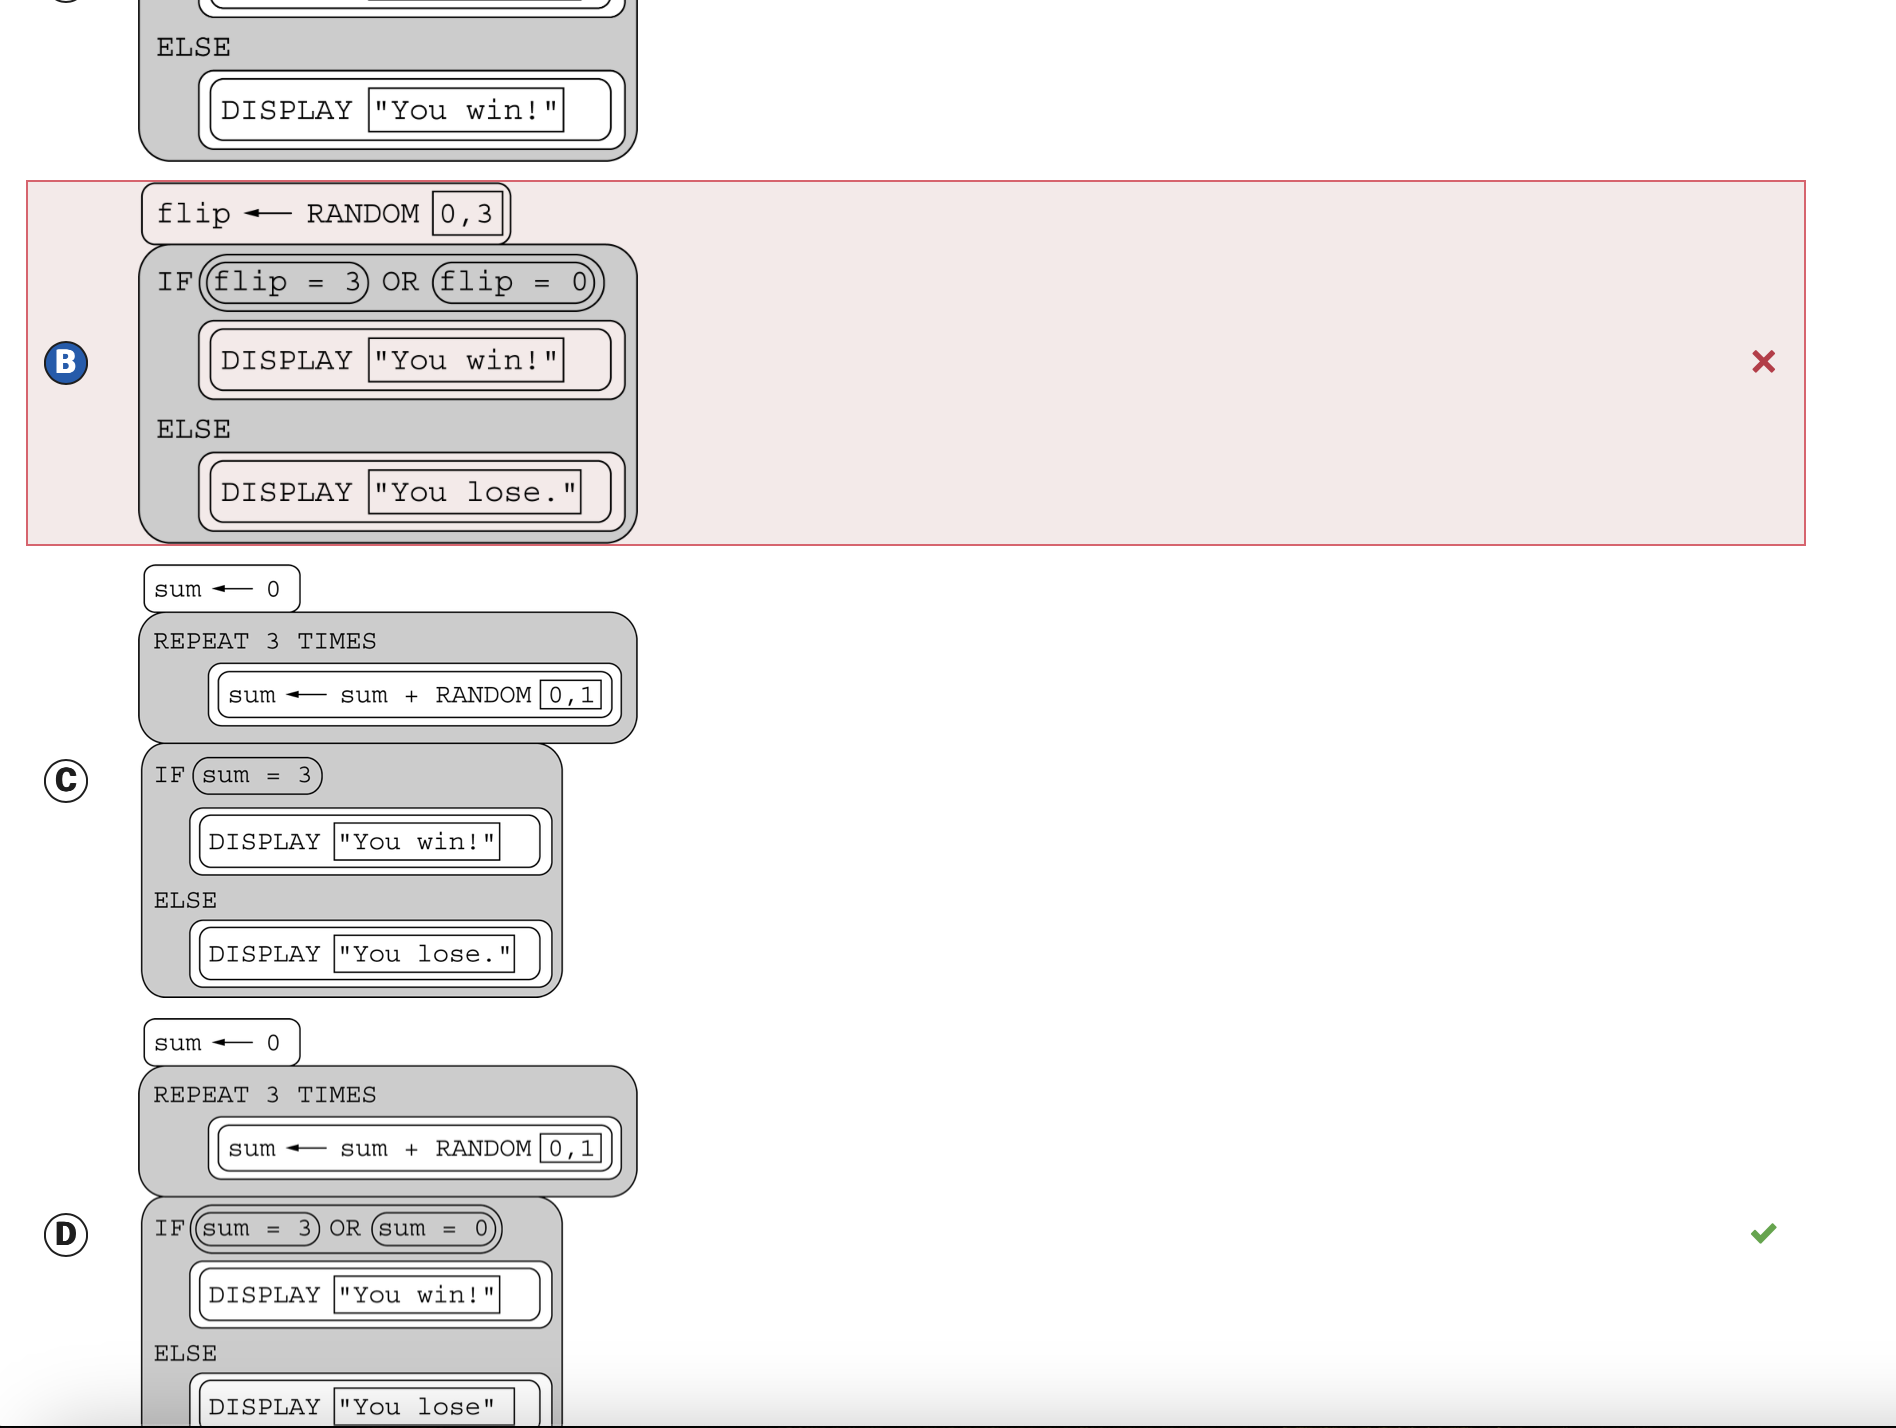 ELSE
DISPLAY "You win!"
flip ← RANDOM 0,3
IF flip = 3 OR flip = 0
B
DISPLAY "You win!"
ELSE
DISPLAY "You lose."
sum ← 0
REPEAT 3 TIMES
sum ← sum + RANDOM 0,1
C
IF sum = 3
DISPLAY "You win!"
ELSE
DISPLAY "You lose."
sum ← 0
REPEAT 3 TIMES
sum ← sum + RANDOM 0,1
D
IF sum = 3 OR sum = 0
DISPLAY "You win!"
ELSE
DISPLAY "You lose"